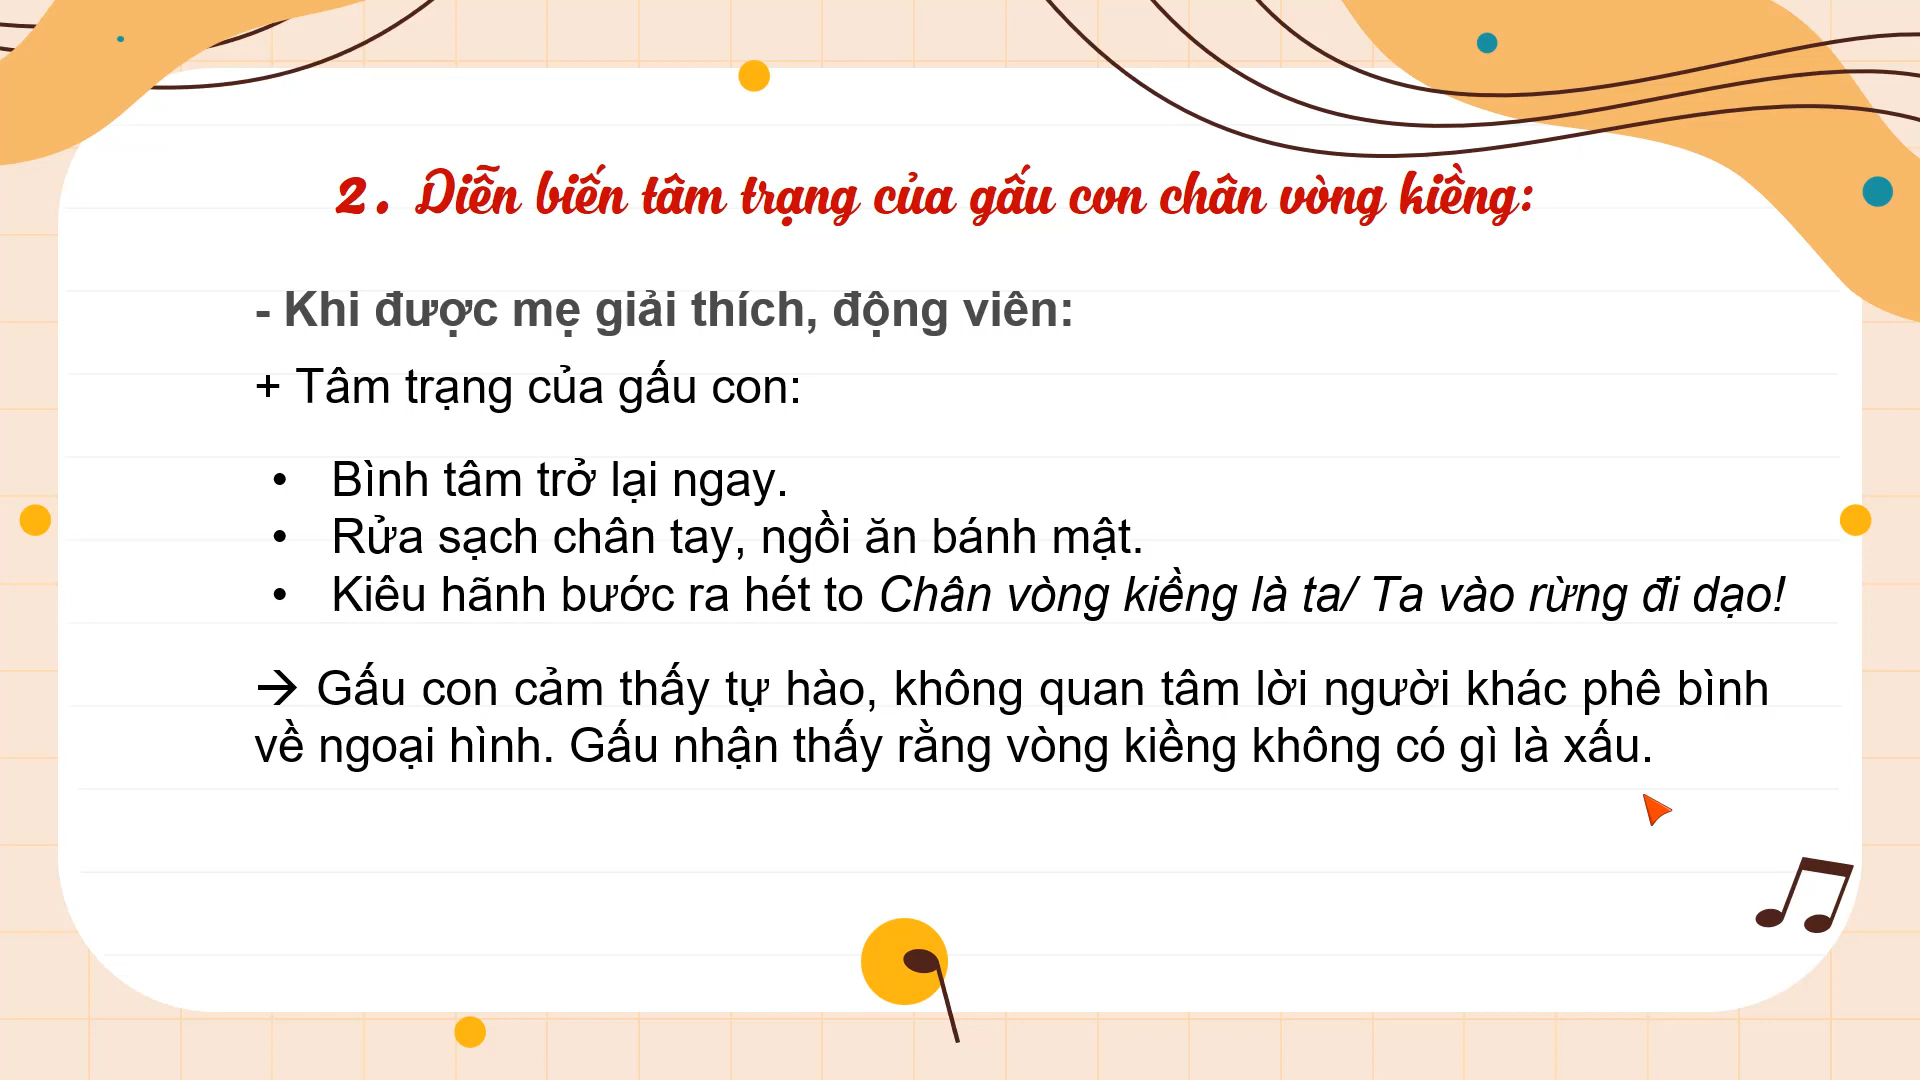 2. Diễn biến tâm trạng của gấu con chân vòng kiềng:
- Khi được mẹ giải thích, động viên:
+ Tâm trạng của gấu con:
• Bình tâm trở lại ngay.
• Rửa sạch chân tay, ngồi ăn bánh mật.
• Kiêu hãnh bước ra hét to Chân vòng kiềng là ta/ Ta vào rừng đi dạo!
→ Gấu con cảm thấy tự hào, không quan tâm lời người khác phê bình
về ngoại hình. Gấu nhận thấy rằng vòng kiềng không có gì là xấu.